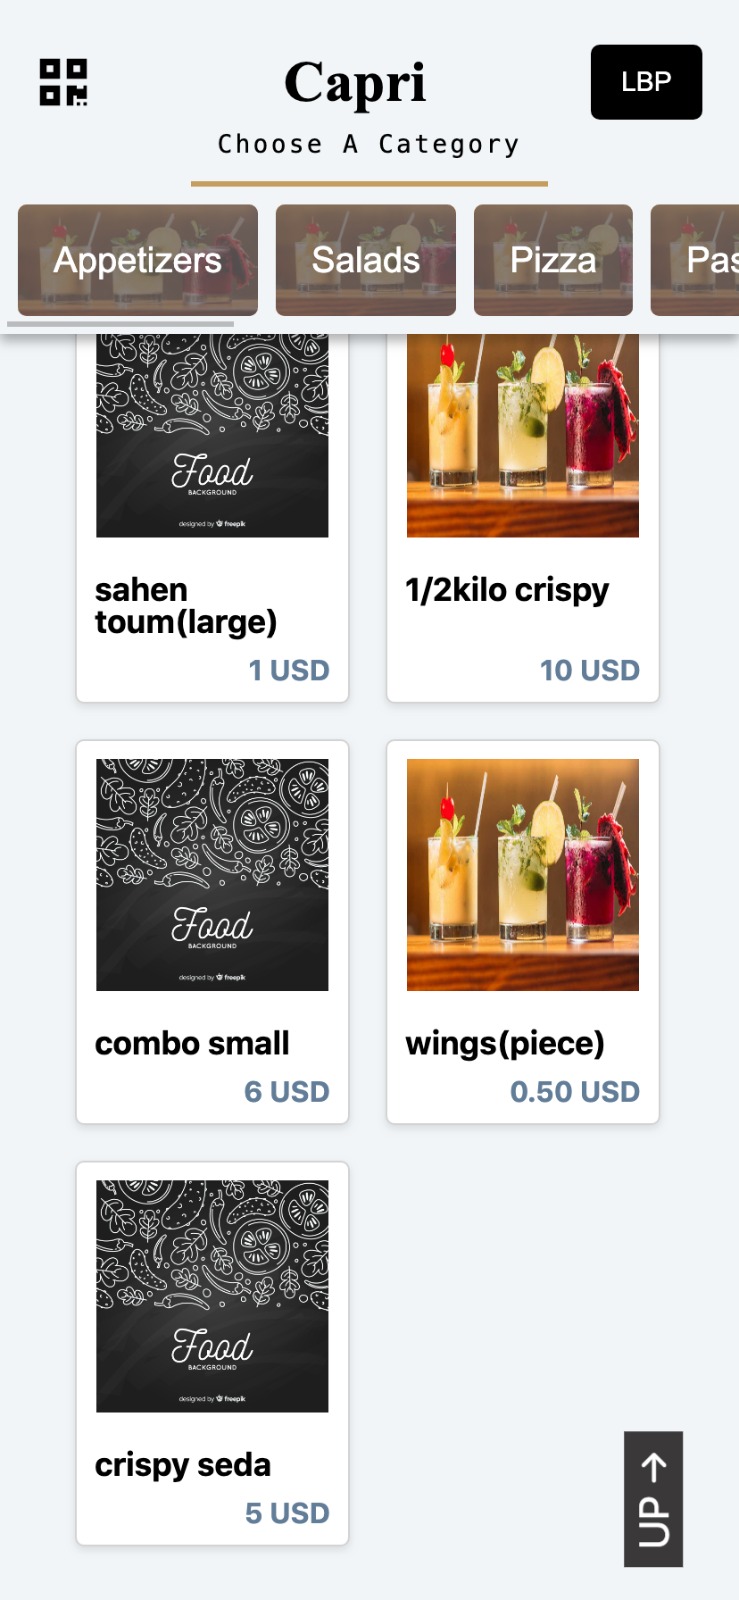 Capri
LBP
Choose A Category
Appetizers
Salads
Pizza
Pas
Food
BACKGROUND
designed by freepik
sahen
toum(large)
1 USD
1/2kilo crispy
10 USD
Food
BACKGROUND
designed by freepik
combo small
6 USD
wings(piece)
0.50 USD
Food
BACKGROUND
designed by freepik
crispy seda
5 USD
UP →